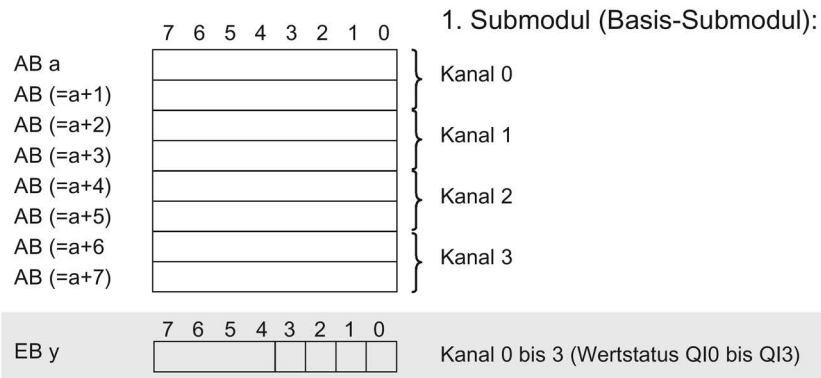 1. Submodul (Basis-Submodul):
7 6 5 4 3 2 1 0
AB a
Kanal 0
AB (=a+1)
AB (=a+2)
Kanal 1
AB (=a+3)
AB (=a+4)
Kanal 2
AB (=a+5)
AB (=a+6
Kanal 3
AB (=a+7)
7 6 5 4 3 2 1 0
EB y
Kanal 0 bis 3 (Wertstatus QI0 bis QI3)